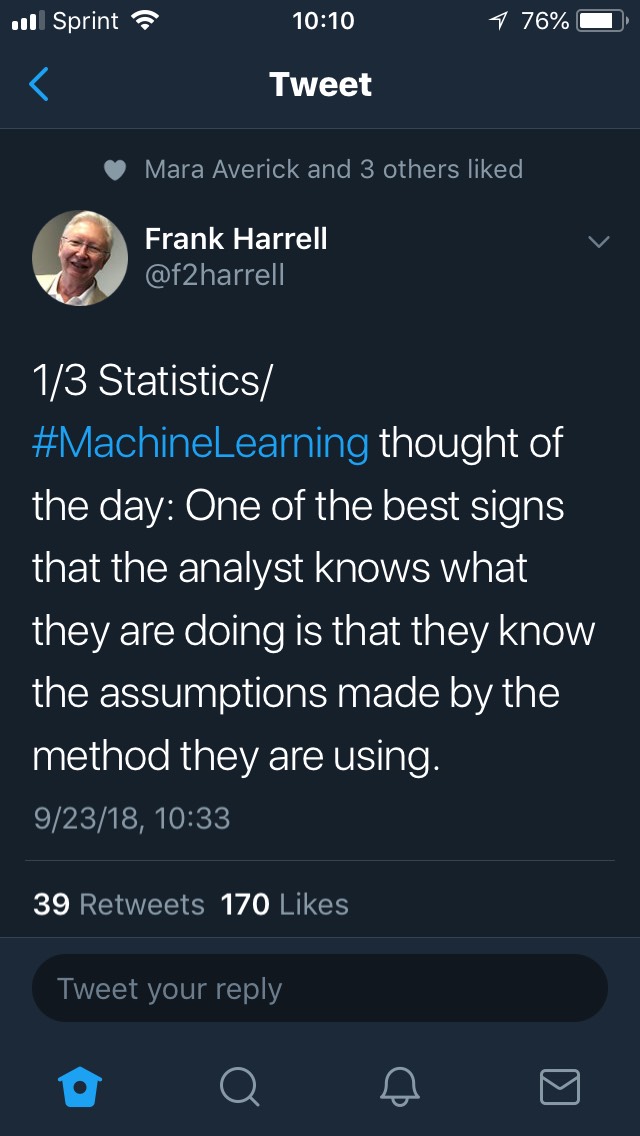 Sprint 10:10 76%
Tweet
Mara Averick and 3 others liked
Frank Harrell
@f2harrell
1/3 Statistics/
#MachineLearning thought of
the day: One of the best signs
that the analyst knows what
they are doing is that they know
the assumptions made by the
method they are using.
9/23/18, 10:33
39 Retweets 170 Likes
Tweet your reply